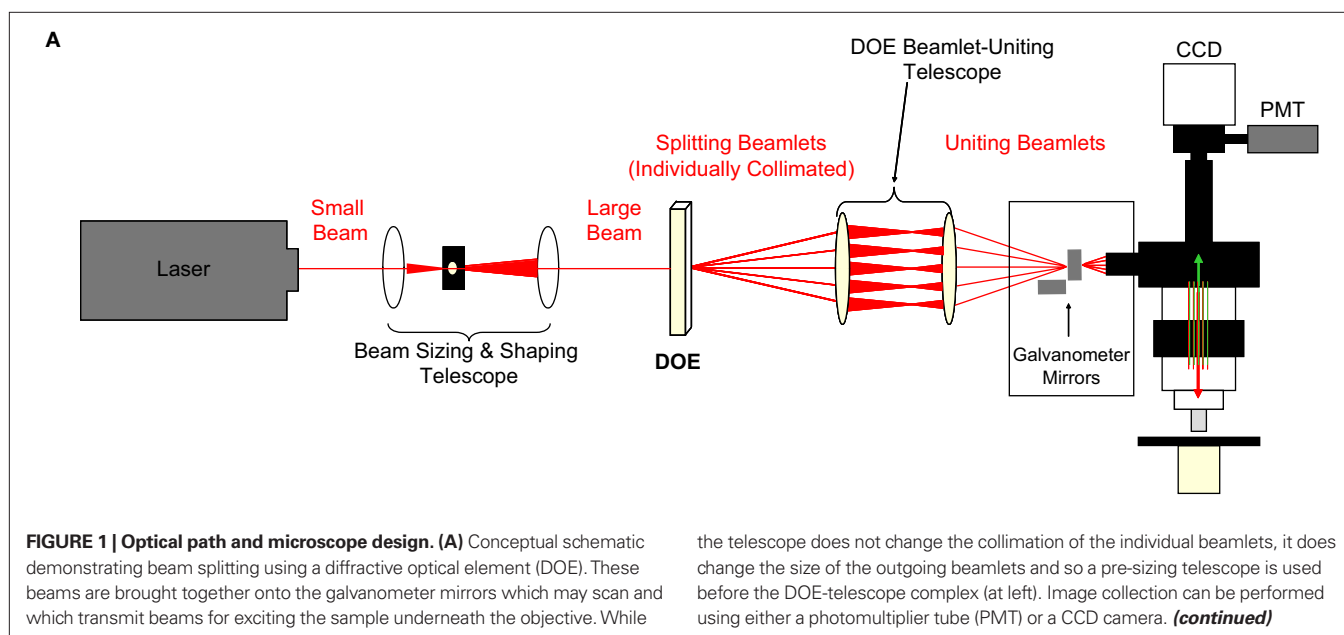 A
DOE Beamlet-Uniting
Telescope
CCD
PMT
Splitting Beamlets
(Individually Collimated)
Uniting Beamlets
Small
Beam
Large
Beam
Laser
Beam Sizing & Shaping
Telescope
DOE
Galvanometer
Mirrors
FIGURE 1 | Optical path and microscope design. (A) Conceptual schematic
demonstrating beam splitting using a diffractive optical element (DOE). These
beams are brought together onto the galvanometer mirrors which may scan and
which transmit beams for exciting the sample underneath the objective. While
the telescope does not change the collimation of the individual beamlets, it does
change the size of the outgoing beamlets and so a pre-sizing telescope is used
before the DOE-telescope complex (at left). Image collection can be performed
using either a photomultiplier tube (PMT) or a CCD camera. (continued)